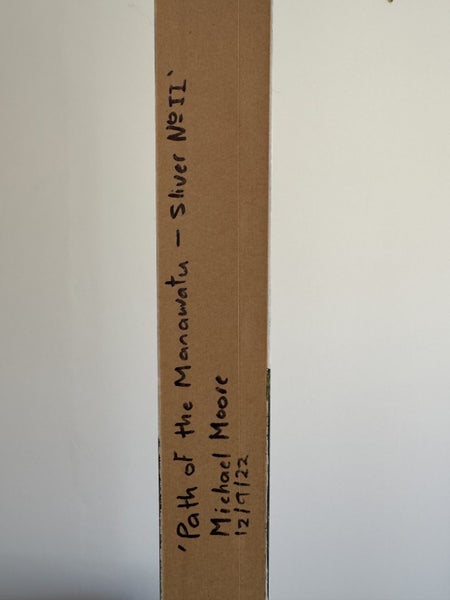 'Path of the Manawatu – Sliver Nº II'
Michael Moore
12/9/22